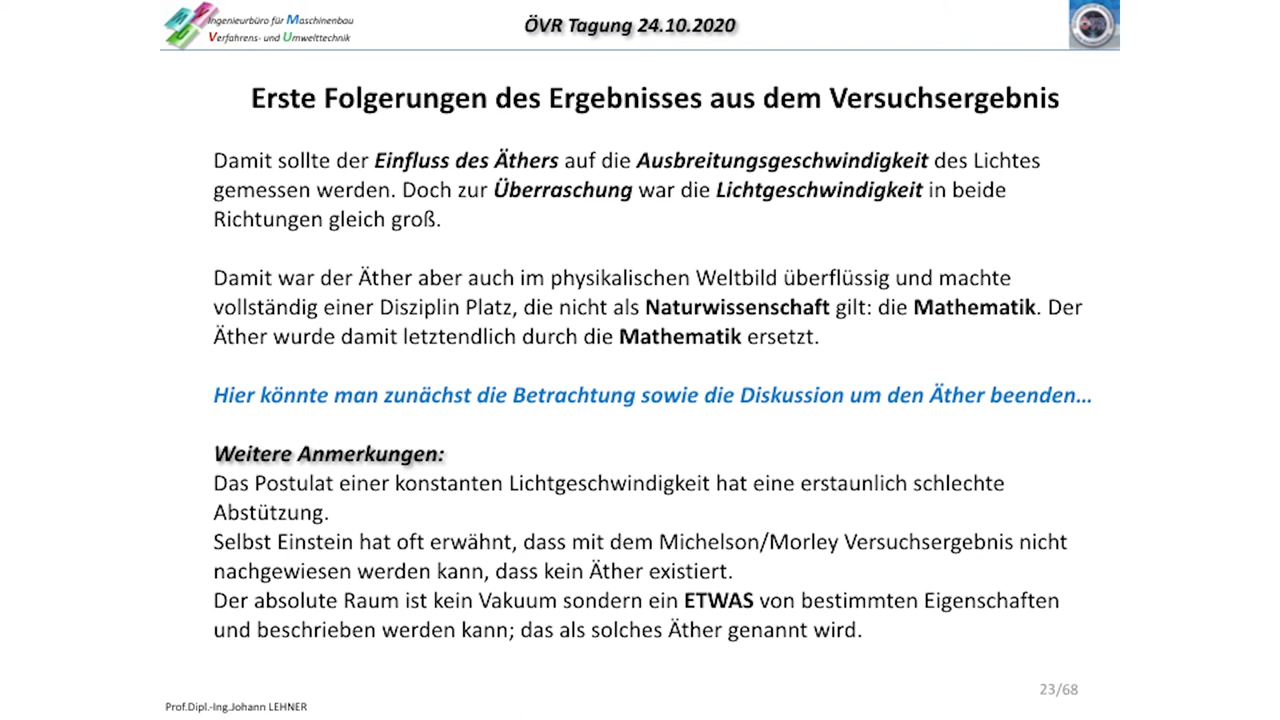 Ingenieurbüro für Maschinenbau
Verfahrens- und Umwelttechnik
ÖVR Tagung 24.10.2020
Erste Folgerungen des Ergebnisses aus dem Versuchsergebnis
Damit sollte der Einfluss des Äthers auf die Ausbreitungsgeschwindigkeit des Lichtes
gemessen werden. Doch zur Überraschung war die Lichtgeschwindigkeit in beide
Richtungen gleich groß.
Damit war der Äther aber auch im physikalischen Weltbild überflüssig und machte
vollständig einer Disziplin Platz, die nicht als Naturwissenschaft gilt: die Mathematik. Der
Äther wurde damit letztendlich durch die Mathematik ersetzt.
Hier könnte man zunächst die Betrachtung sowie die Diskussion um den Äther beenden…
Weitere Anmerkungen:
Das Postulat einer konstanten Lichtgeschwindigkeit hat eine erstaunlich schlechte
Abstützung.
Selbst Einstein hat oft erwähnt, dass mit dem Michelson/Morley Versuchsergebnis nicht
nachgewiesen werden kann, dass kein Äther existiert.
Der absolute Raum ist kein Vakuum sondern ein ETWAS von bestimmten Eigenschaften
und beschrieben werden kann; das als solches Äther genannt wird.
23/68
Prof.Dipl.-Ing.Johann LEHNER